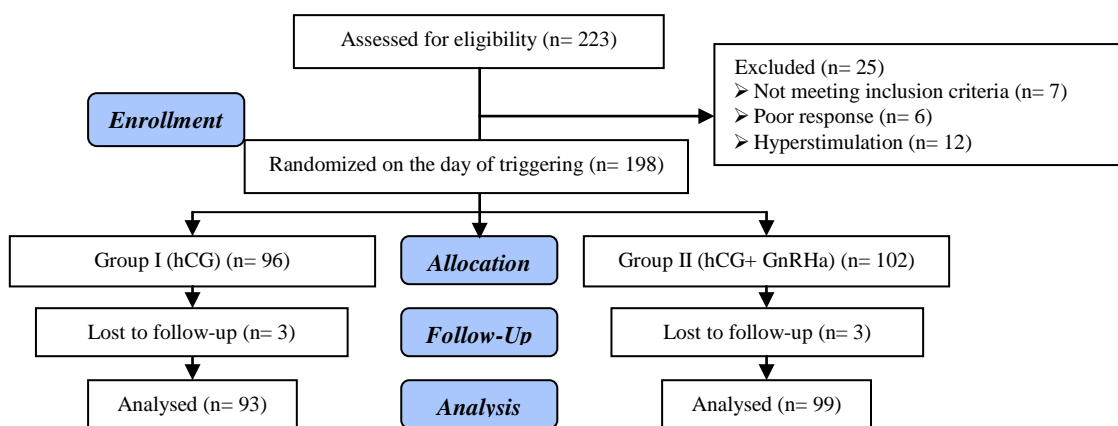 Assessed for eligibility (n= 223)
Excluded (n= 25)
➢ Not meeting inclusion criteria (n= 7)
➢ Poor response (n= 6)
➢ Hyperstimulation (n= 12)
Enrollment
Randomized on the day of triggering (n= 198)
Group I (hCG) (n= 96)
Allocation
Group II (hCG+ GnRHa) (n= 102)
Lost to follow-up (n= 3)
Follow-Up
Lost to follow-up (n= 3)
Analysed (n= 93)
Analysis
Analysed (n= 99)